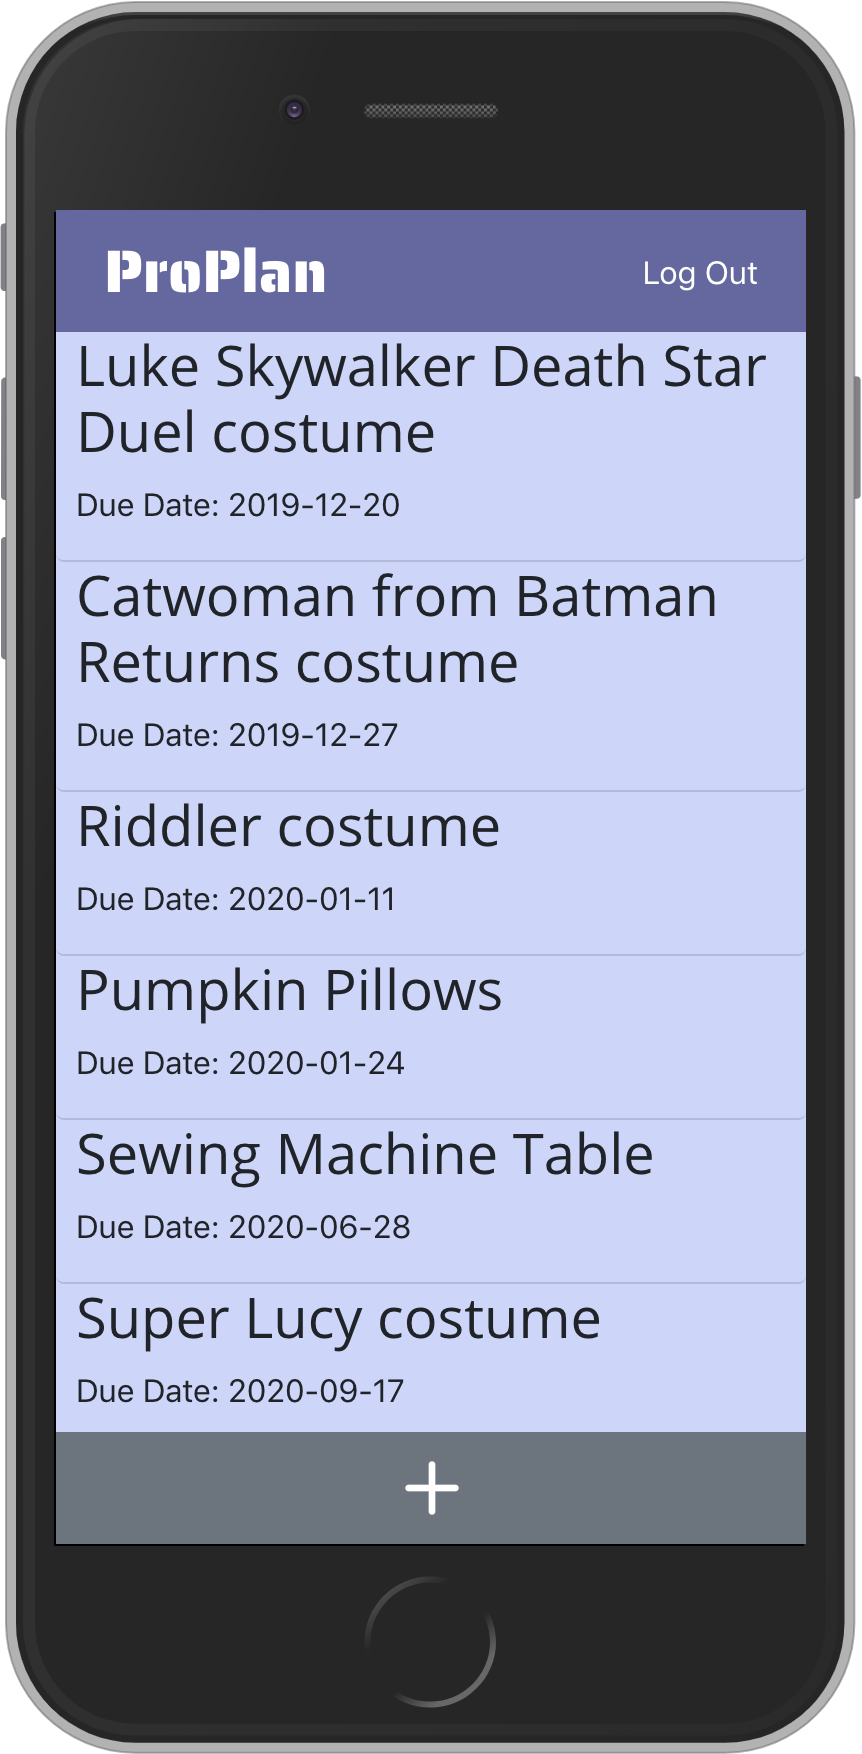 ProPlan
Log Out
Luke Skywalker Death Star
Duel costume
Due Date: 2019-12-20
Catwoman from Batman
Returns costume
Due Date: 2019-12-27
Riddler costume
Due Date: 2020-01-11
Pumpkin Pillows
Due Date: 2020-01-24
Sewing Machine Table
Due Date: 2020-06-28
Super Lucy costume
Due Date: 2020-09-17